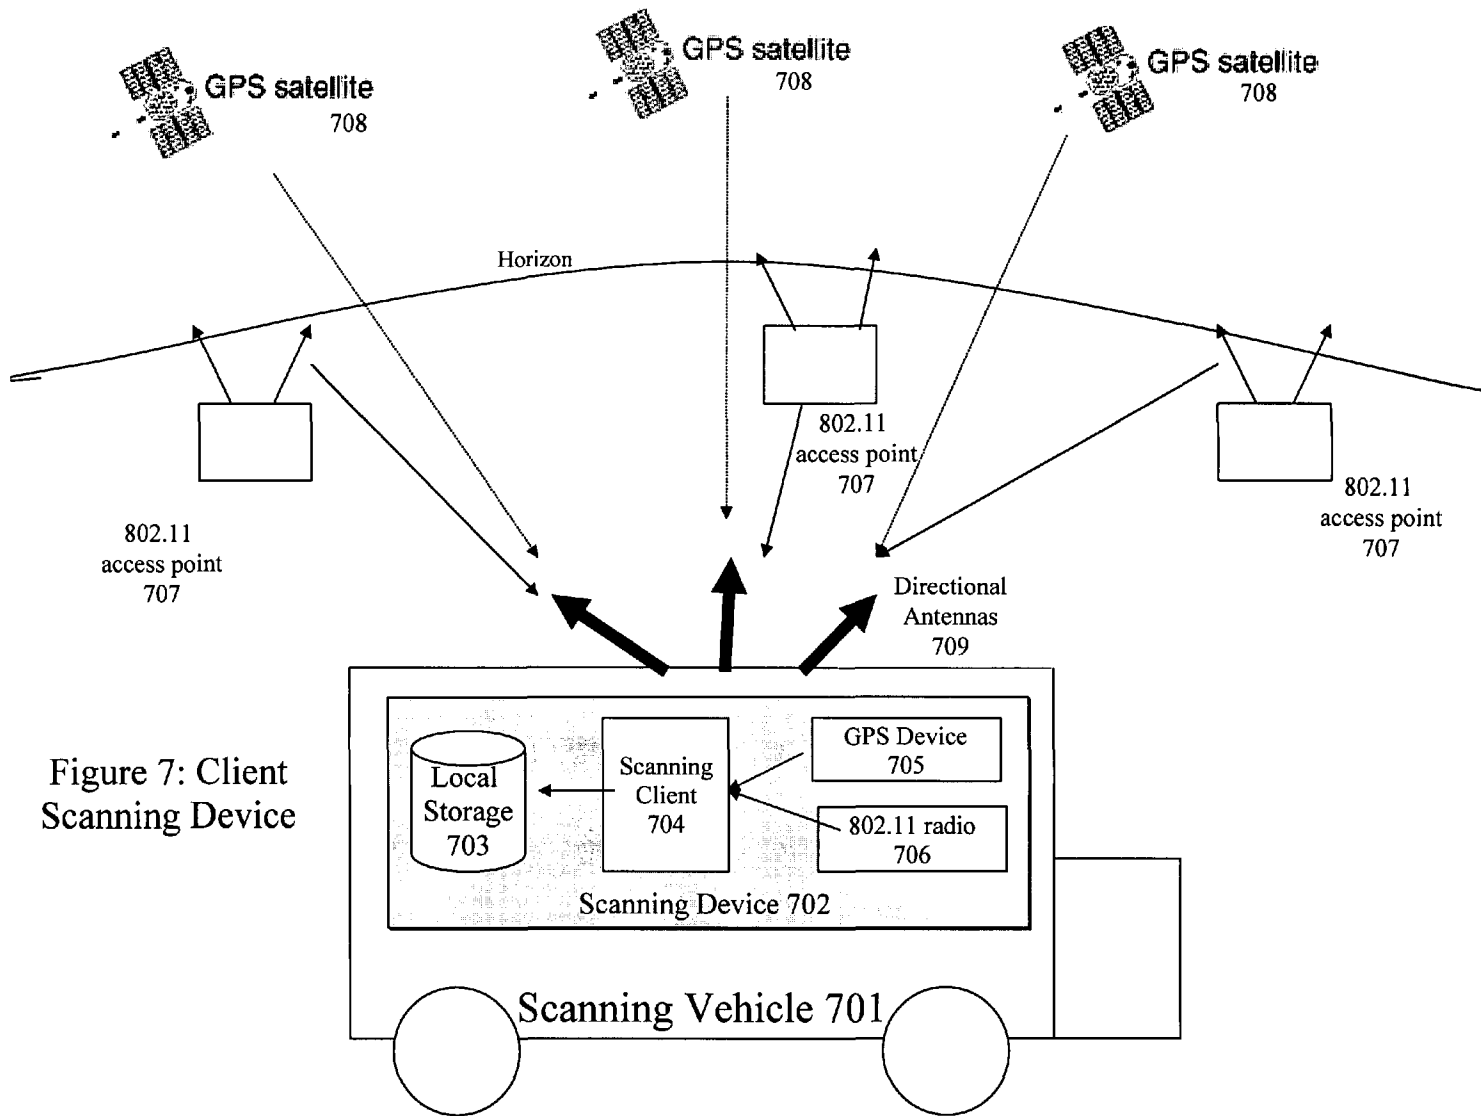 GPS satellite
708
GPS satellite
708
GPS satellite
708
Horizon
802.11
access point
707
802.11
access point
707
802.11
access point
707
Directional
Antennas
709
Figure 7: Client
Scanning Device
Local
Storage
703
Scanning
Client
704
GPS Device
705
802.11 radio
706
Scanning Device 702
Scanning Vehicle 701